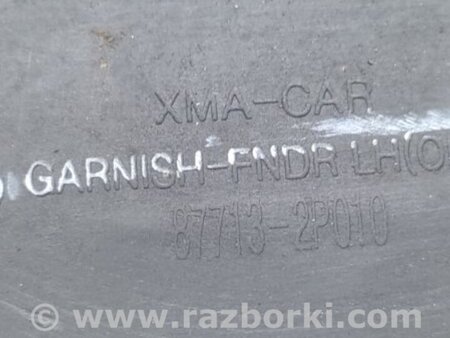 XMA-CAR
GARNISH-FNDR LH(O
87713-2P010
www.razborki.com